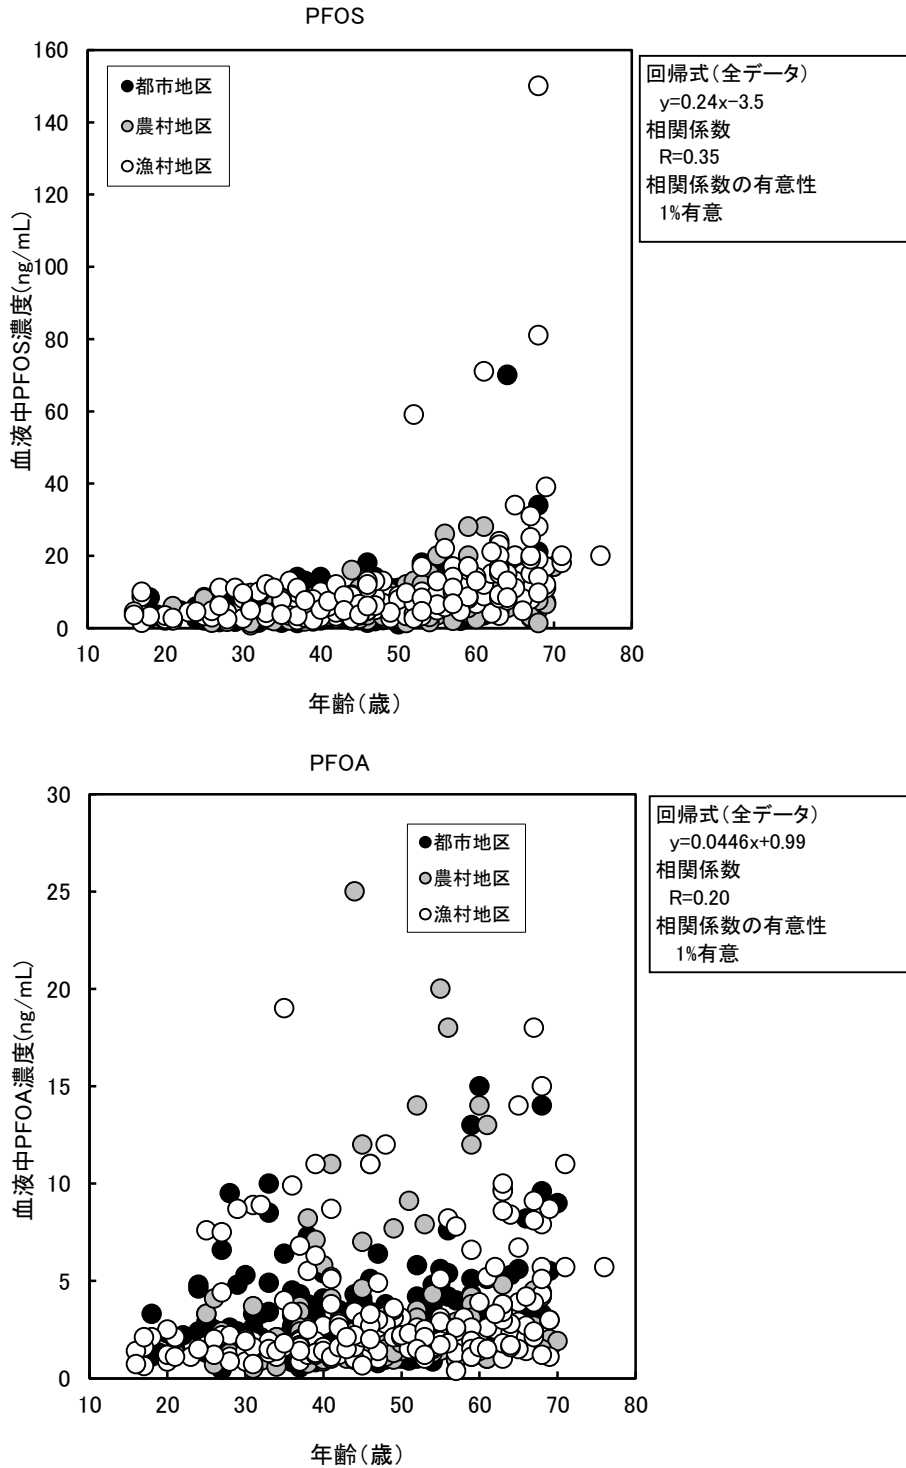 PFOS
160
140
120
100
80
60
40
20
0
血液中PFOS濃度(ng/mL)
都市地区
農村地区
漁村地区
回帰式(全データ)
y=0.24x-3.5
相関係数
R=0.35
相関係数の有意性
1%有意
10 20 30 40 50 60 70 80
年齢(歳)
PFOA
30
25
20
15
10
5
0
血液中PFOA濃度(ng/mL)
都市地区
農村地区
漁村地区
回帰式(全データ)
y=0.0446x+0.99
相関係数
R=0.20
相関係数の有意性
1%有意
10 20 30 40 50 60 70 80
年齢(歳)